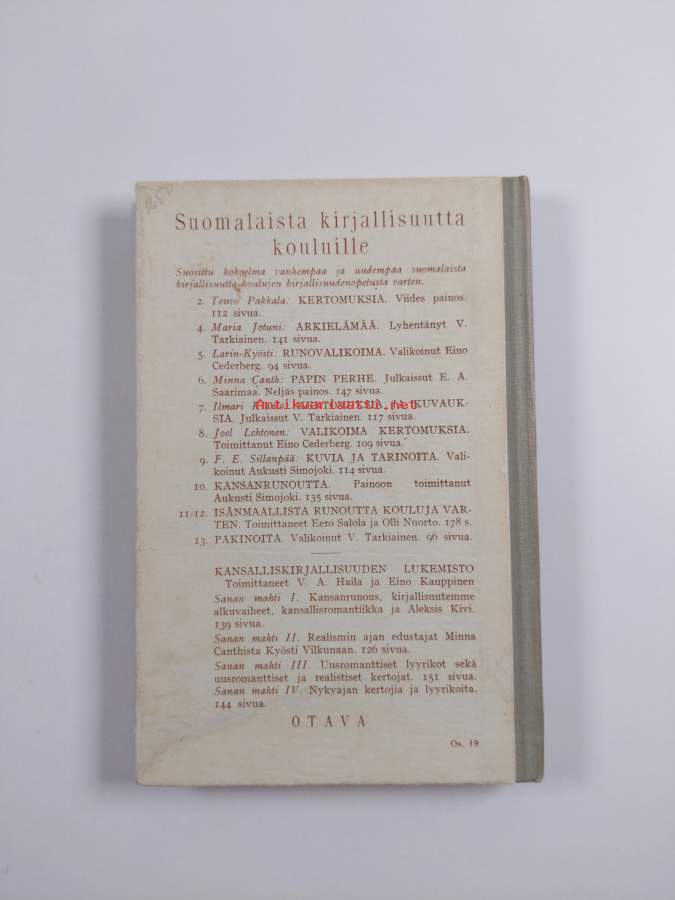 Suomalaista kirjallisuutta
kouluille
Suosittu kokoelma vanhempaa ja uudempaa suomalaista
kirjallisuutta koulujen kirjallisuudenopetusta varten.
2. Teuvo Pakkala: KERTOMUKSIA. Viides painos.
112 sivua.
4. Maria Jotuni: ARKIELÄMÄÄ. Lyhentänyt V.
Tarkiainen. 141 sivua.
5. Larin-Kyösti: RUNOVALIKOIMA. Valikoinut Eino
Cederberg. 94 sivua.
6. Minna Canth: PAPIN PERHE. Julkaissut E. A.
Saarimaa. Neljäs painos. 147 sivua.
Antikvariaatti.net
7. Ilmari JA KUVAUK-
SIA. Julkaissut V. Tarkiainen. 117 sivua.
8. Joel Lehtonen: VALIKOIMA KERTOMUKSIA.
Toimittanut Eino Cederberg. 109 sivua.
9. F. E. Sillanpää: KUVIA JA TARINOITA. Vali-
koinut Aukusti Simojoki. 114 sivua.
10. KANSANRUNOUTTA. Painoon toimittanut
Aukusti Simojoki. 135 sivua.
11-12. ISÄNMAALLISTA RUNOUTTA KOULUJA VAR-
TEN. Toimittaneet Eero Salola ja Olli Nuorto. 178 s.
13. PAKINOITA. Valikoinut V. Tarkiainen. 96 sivua.
KANSALLISKIRJALLISUUDEN LUKEMISTO
Toimittaneet V. A. Haila ja Eino Kauppinen
Sanan mahti I. Kansanrunous, kirjallisuutemme
alkuvaiheet, kansallisromantiikka ja Aleksis Kivi.
139 sivua.
Sanan mahti II. Realismin ajan edustajat Minna
Canthista Kyösti Vilkunaan. 126 sivua.
Sanan mahti III. Uusromanttiset lyyrikot sekä
uusromanttiset ja realistiset kertojat. 151 sivua.
Sanan mahti IV. Nykyajan kertojia ja lyyrikoita.
144 sivua.
OTAVA
Os. 19